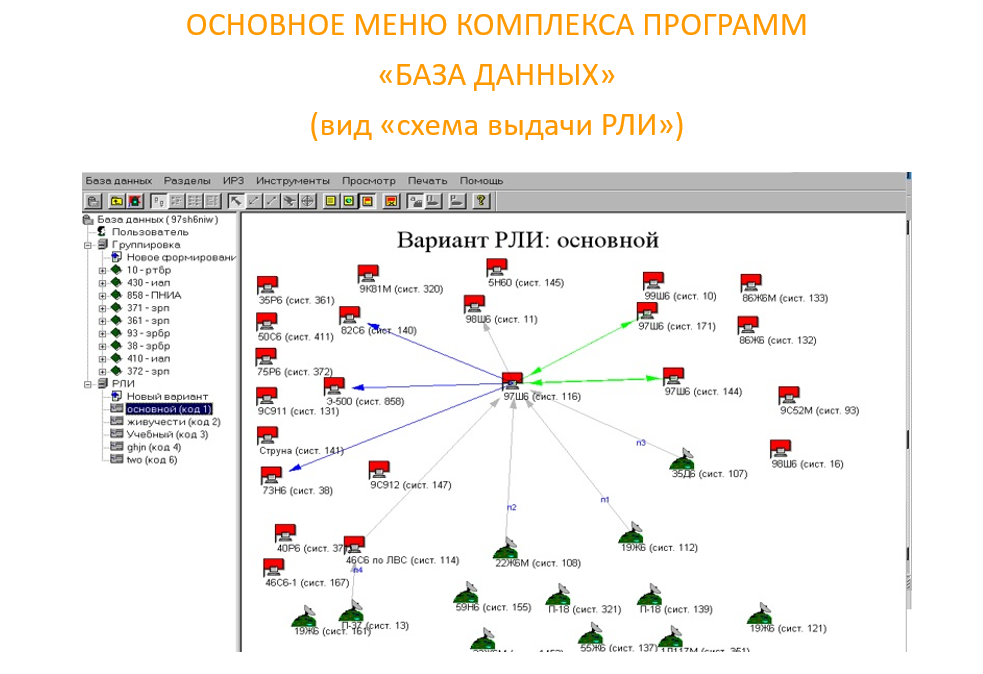 ОСНОВНОЕ МЕНЮ КОМПЛЕКСА ПРОГРАММ
«БАЗА ДАННЫХ»
(вид «схема выдачи РЛИ»)
База данных Разделы ИРЗ Инструменты Просмотр Печать Помощь
База данных ( 97sh6niw )
Пользователь
Группировка
Новое формировани
10 - ртбр
430 - иап
858 - ПНИА
371 - зрп
361 - зрп
93 - зрбр
38 - зрбр
410 - иап
372 - зрп
РЛИ
Новый вариант
основной (код 1)
живучести (код 2)
Учебный (код 3)
ghjn (код 4)
two (код 6)
Вариант РЛИ: основной
35Р6 (сист. 361)
9К81М (сист. 320)
5Н60 (сист. 145)
99Ш6 (сист. 10)
86Ж6М (сист. 133)
50С6 (сист. 411)
82С6 (сист. 140)
98Ш6 (сист. 11)
97Ш6 (сист. 171)
86Ж6 (сист. 132)
75Р6 (сист. 372)
Э-500 (сист. 858)
97Ш6 (сист. 116)
97Ш6 (сист. 144)
9С911 (сист. 131)
9С52М (сист. 93)
Струна (сист. 141)
п3
98Ш6 (сист. 16)
35Д6 (сист. 107)
73Н6 (сист. 38)
9С912 (сист. 147)
п2
п1
40Р6 (сист. 37
46С6 по ЛВС (сист. 114)
22Ж6М (сист. 108)
19Ж6 (сист. 112)
п4
46С6-1 (сист. 167)
59Н6 (сист. 155)
П-18 (сист. 321)
П-18 (сист. 139)
19Ж6 (сист. 161)
П-37 (сист. 13)
19Ж6 (сист. 121)
55Ж6 (сист. 137)